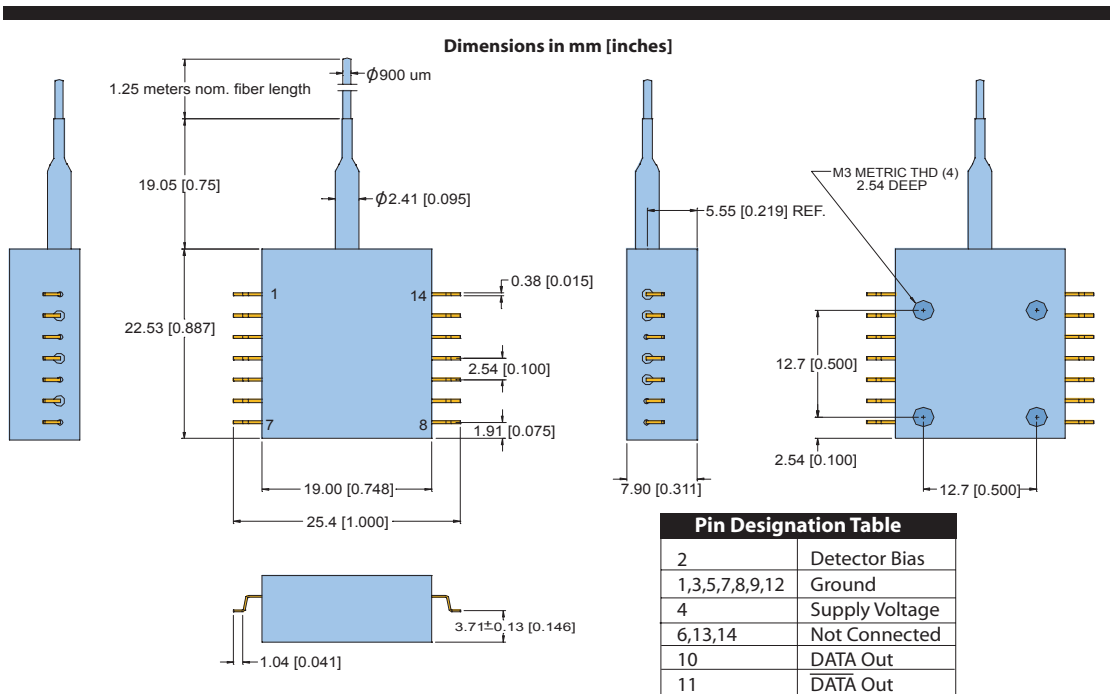 Dimensions in mm [inches]
ϕ900 um
1.25 meters nom. fiber length
M3 METRIC THD (4)
2.54 DEEP
19.05 [0.75]
ϕ2.41 [0.095]
5.55 [0.219] REF.
0.38 [0.015]
1
14
22.53 [0.887]
2.54 [0.100]
12.7 [0.500]
7
8
1.91 [0.075]
2.54 [0.100]
19.00 [0.748]
7.90 [0.311]
12.7 [0.500]
25.4 [1.000]
Pin Designation Table
2 Detector Bias
1,3,5,7,8,9,12 Ground
4 Supply Voltage
6,13,14 Not Connected
10 DATA Out
11 D̅A̅T̅A̅ Out
3.71±0.13 [0.146]
1.04 [0.041]